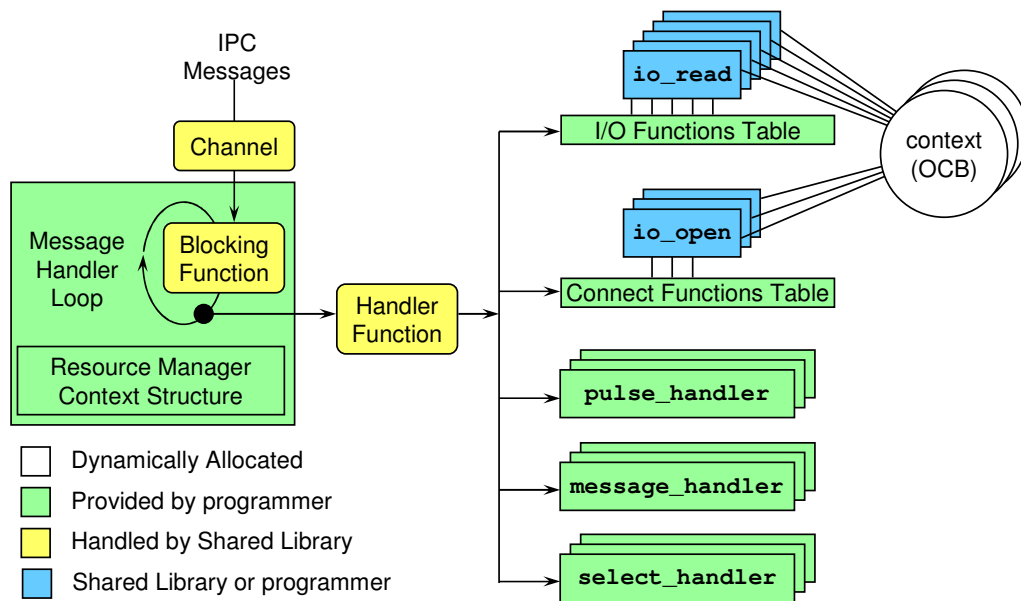 IPC
Messages
Channel
Message
Handler
Loop
Blocking
Function
Resource Manager
Context Structure
Handler
Function
io_read
I/O Functions Table
context
(OCB)
io_open
Connect Functions Table
pulse_handler
message_handler
select_handler
Dynamically Allocated
Provided by programmer
Handled by Shared Library
Shared Library or programmer